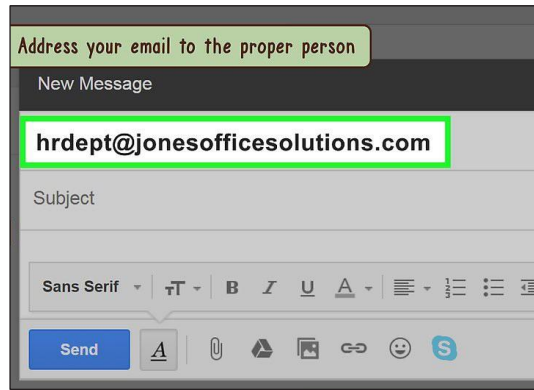 Address your email to the proper person
New Message
hrdept@jonesofficesolutions.com
Subject
Sans Serif
Send